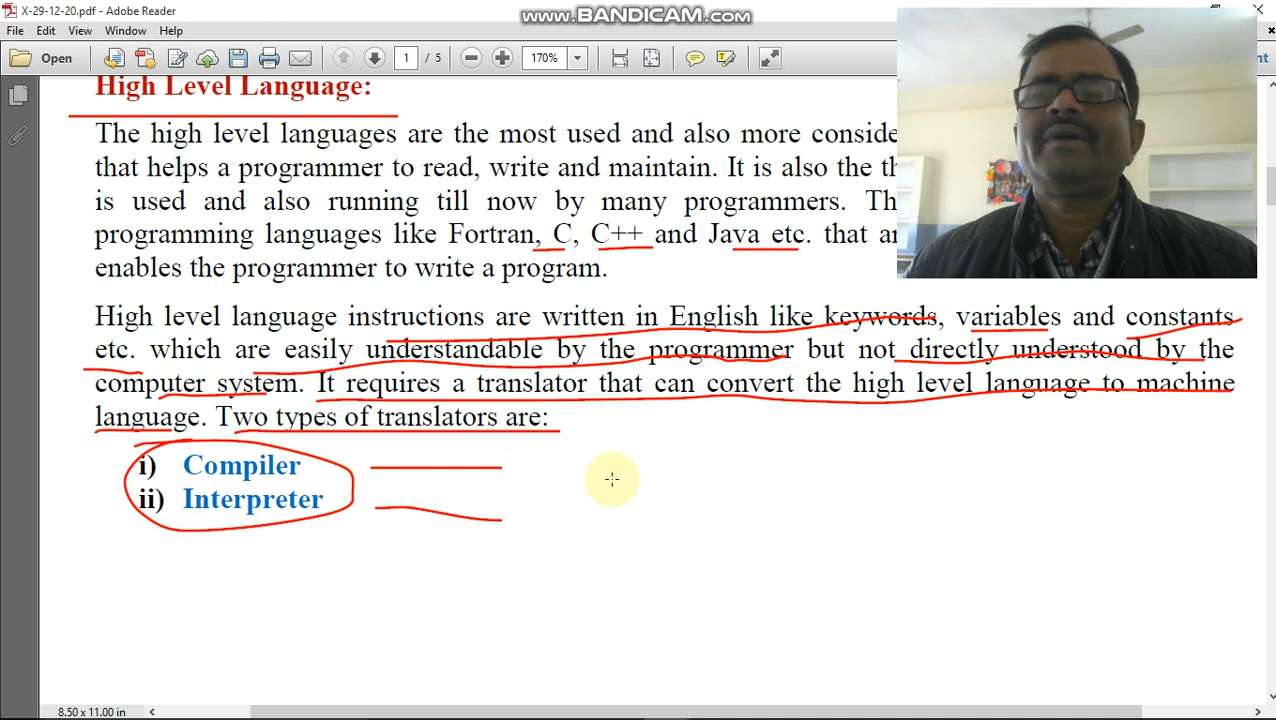 X-29-12-20.pdf - Adobe Reader
www.BANDICAM.com
File Edit View Window Help
Open 1 / 5 170%
High Level Language:
The high level languages are the most used and also more conside
that helps a programmer to read, write and maintain. It is also the th
is used and also running till now by many programmers. Th
programming languages like Fortran, C, C++ and Java etc. that ar
enables the programmer to write a program.
High level language instructions are written in English like keywords, variables and constants
etc. which are easily understandable by the programmer but not directly understood by the
computer system. It requires a translator that can convert the high level language to machine
language. Two types of translators are:
i) Compiler
ii) Interpreter
8.50 x 11.00 in